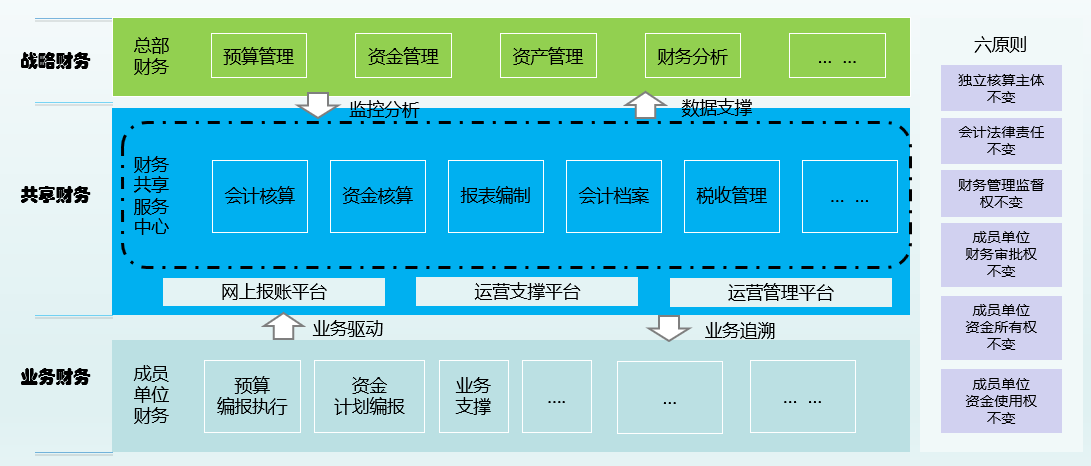 战略财务
总部
财务
预算管理
资金管理
资产管理
财务分析
... ...
监控分析
数据支撑
共享财务
财务
共享
服务
中心
会计核算
资金核算
报表编制
会计档案
税收管理
... ...
网上报账平台
运营支撑平台
运营管理平台
业务驱动
业务追溯
业务财务
成员
单位
财务
预算
编报执行
资金
计划编报
业务
支撑
....
...
... ...
六原则
独立核算主体
不变
会计法律责任
不变
财务管理监督
权不变
成员单位
财务审批权
不变
成员单位
资金所有权
不变
成员单位
资金使用权
不变